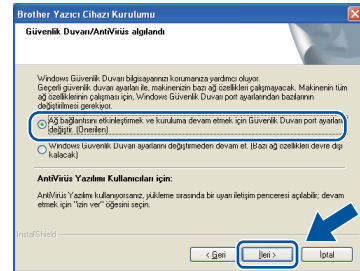 Brother Yazıcı Cihazı Kurulumu
Güvenlik Duvarı/AntiVirüs algılandı
Windows Güvenlik Duvarı bilgisayarınızı korumanıza yardımcı oluyor.
Geçerli güvenlik duvarı ayarları ile, makinenizin bazı ağ özellikleri çalışmayacak. Makinenin tüm
ağ özelliklerinin çalışması için, Windows Güvenlik Duvarı port ayarlarından bazılarının
değiştirilmesi gerekiyor.
Ağ bağlantısını etkinleştirmek ve kuruluma devam etmek için Güvenlik Duvarı port ayarlarını
değiştir. (Önerilen)
Windows Güvenlik Duvarı ayarlarını değiştirmeden devam et. (Bazı ağ özellikleri devre dışı
kalacak)
AntiVirüs Yazılımı Kullanıcıları için:
AntiVirüs Yazılımı kullanıyorsanız, yükleme sırasında bir uyarı iletişim penceresi açılabilir; devam
etmek için "izin ver" öğesini seçin.
InstallShield
< Geri
İleri >
İptal